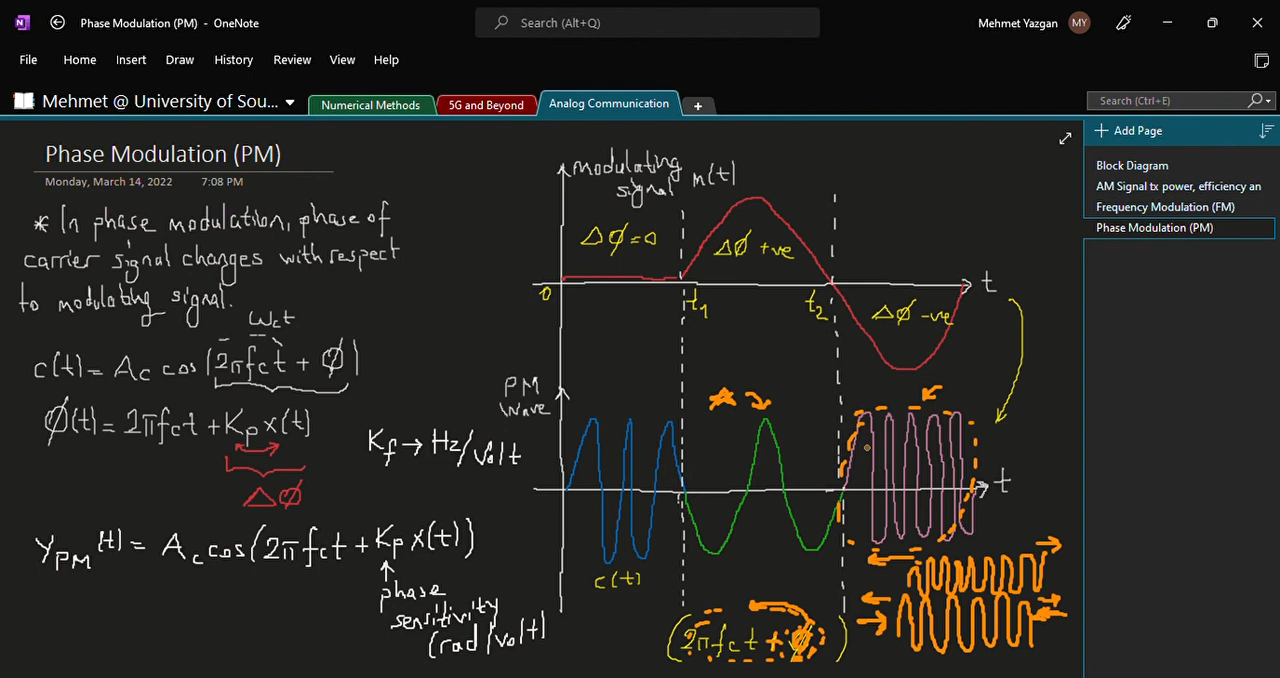 Phase Modulation (PM) - OneNote
Search (Alt+Q)
Mehmet Yazgan
MY
File Home Insert Draw History Review View Help
Mehmet @ University of Sou...
Numerical Methods
5G and Beyond
Analog Communication
+
Search (Ctrl+E)
Add Page
Block Diagram
AM Signal tx power, efficiency an
Frequency Modulation (FM)
Phase Modulation (PM)
Phase Modulation (PM)
Monday, March 14, 2022 7:08 PM
* In phase modulation, phase of
carrier signal changes with respect
to modulating signal.
ωct
c(t) = Ac cos(2πfct + Ø)
Ø(t) = 2πfct + Kp x(t)
ΔØ
Kf → Hz/Volt
YPM(t) = Ac cos(2πfct + Kp x(t))
phase
sensitivity
(rad/volt)
modulating
signal m(t)
ΔØ=0
ΔØ +ve
ΔØ -ve
0
t1
t2
t
PM
Wave
t
c(t)
(2πfct + Ø)